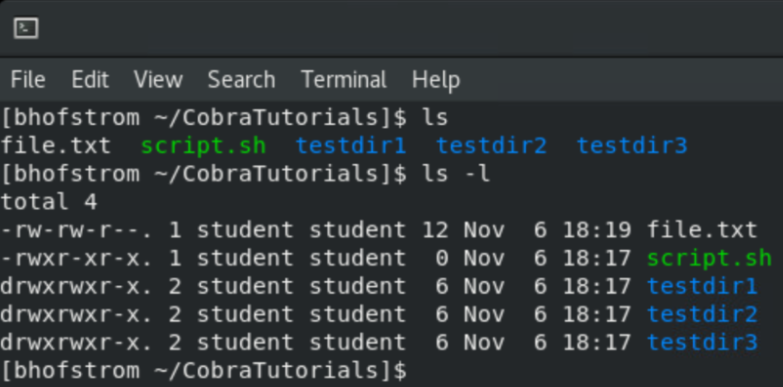 File Edit View Search Terminal Help
[bhofstrom ~/CobraTutorials]$ ls
file.txt  script.sh  testdir1  testdir2  testdir3
[bhofstrom ~/CobraTutorials]$ ls -l
total 4
-rw-rw-r--. 1 student student 12 Nov  6 18:19 file.txt
-rwxr-xr-x. 1 student student  0 Nov  6 18:17 script.sh
drwxrwxr-x. 2 student student  6 Nov  6 18:17 testdir1
drwxrwxr-x. 2 student student  6 Nov  6 18:17 testdir2
drwxrwxr-x. 2 student student  6 Nov  6 18:17 testdir3
[bhofstrom ~/CobraTutorials]$